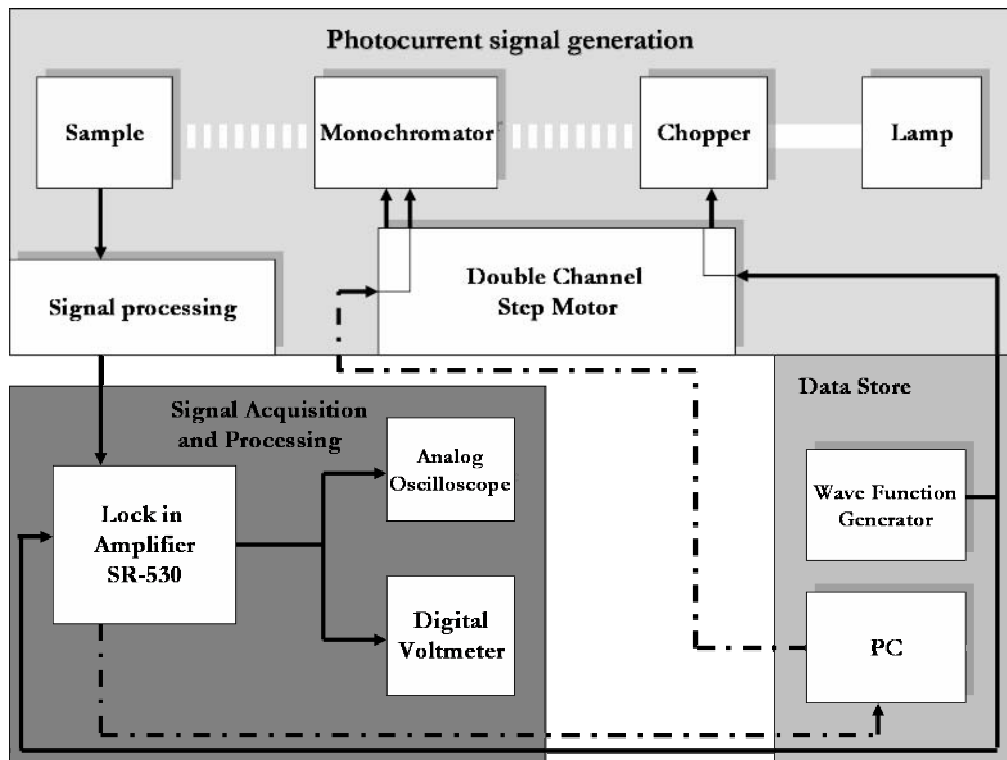 Photocurrent signal generation
Sample
Monochromator
Chopper
Lamp
Double Channel
Step Motor
Signal processing
Signal Acquisition
and Processing
Data Store
Analog
Oscilloscope
Lock in
Amplifier
SR-530
Wave Function
Generator
Digital
Voltmeter
PC